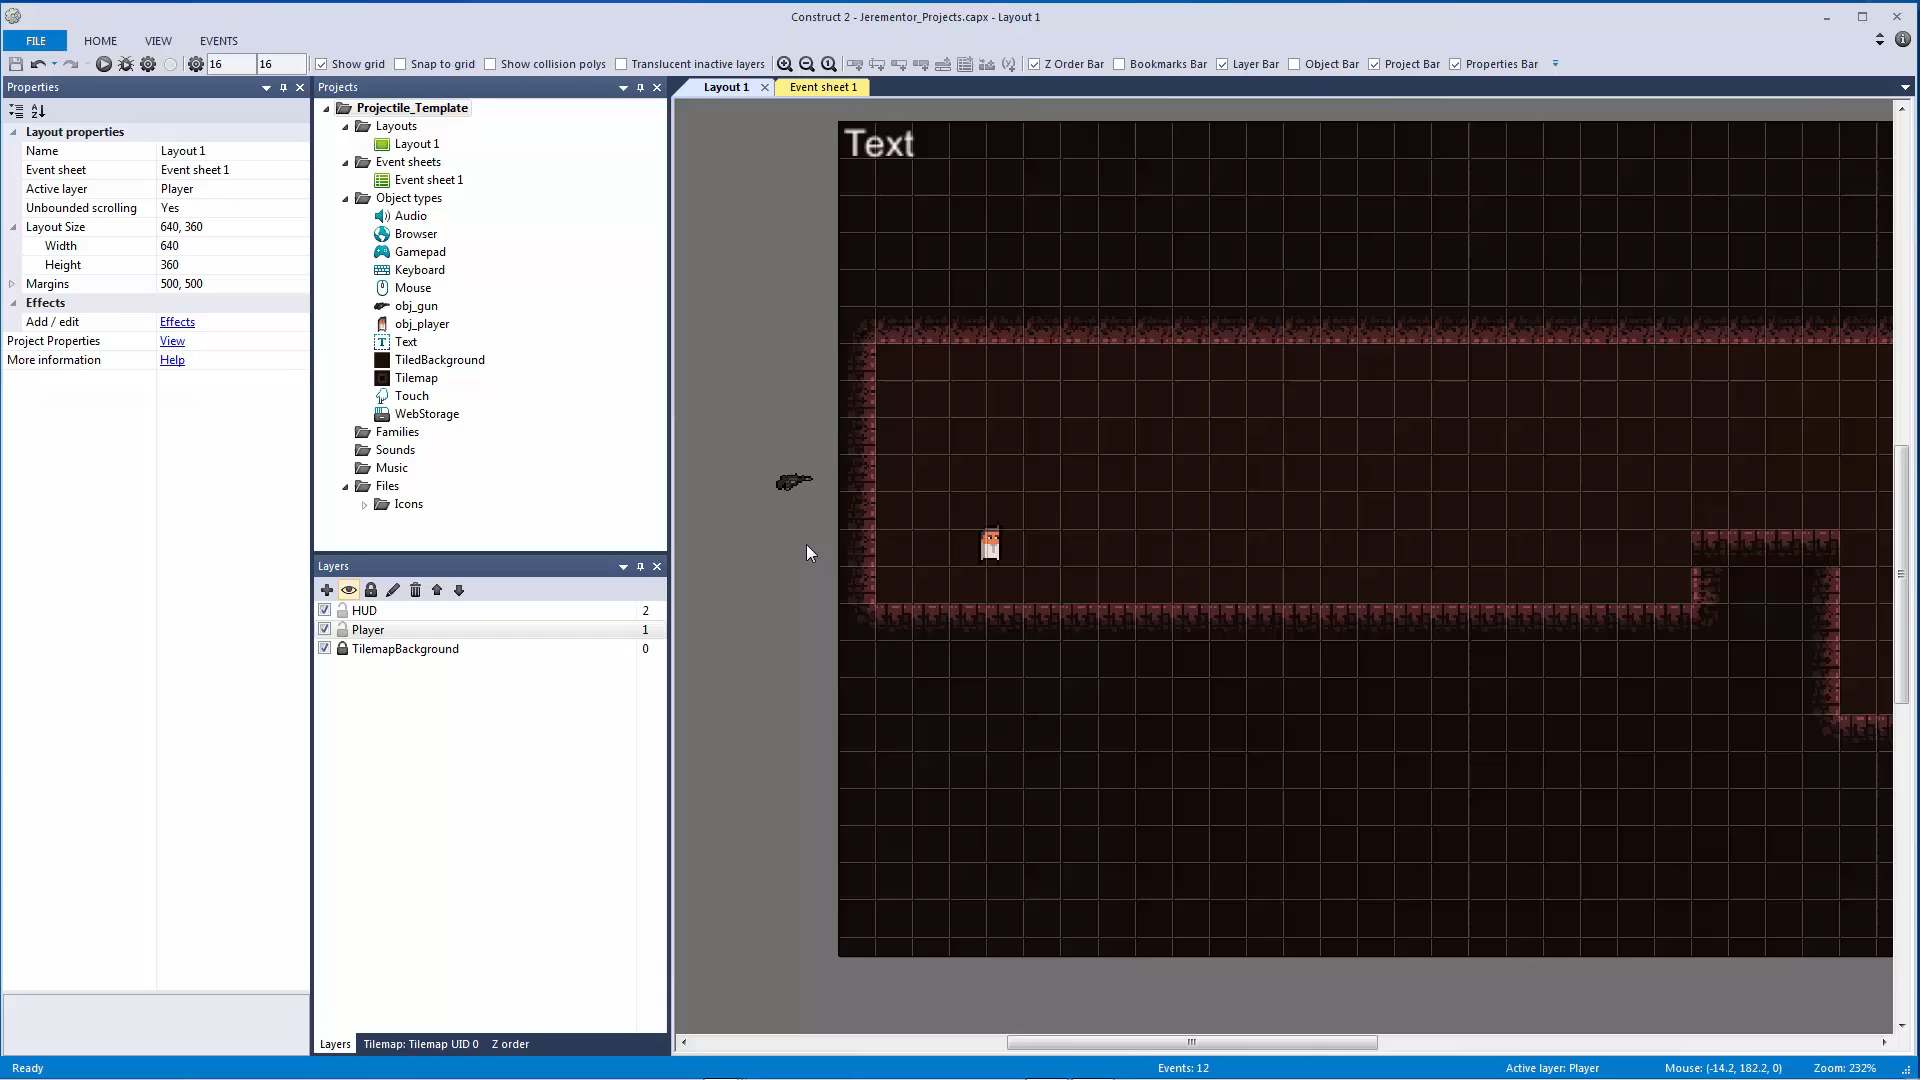 Construct 2 - Jerementor_Projects.capx - Layout 1
FILE HOME VIEW EVENTS
16 16 Show grid Snap to grid Show collision polys Translucent inactive layers Z Order Bar Bookmarks Bar Layer Bar Object Bar Project Bar Properties Bar
Properties
Layout properties
Name Layout 1
Event sheet Event sheet 1
Active layer Player
Unbounded scrolling Yes
Layout Size 640, 360
Width 640
Height 360
Margins 500, 500
Effects
Add / edit Effects
Project Properties View
More information Help
Projects
Projectile_Template
Layouts
Layout 1
Event sheets
Event sheet 1
Object types
Audio
Browser
Gamepad
Keyboard
Mouse
obj_gun
obj_player
Text
TiledBackground
Tilemap
Touch
WebStorage
Families
Sounds
Music
Files
Icons
Layers
HUD 2
Player 1
TilemapBackground 0
Layers Tilemap: Tilemap UID 0 Z order
Layout 1 Event sheet 1
Text
Ready Events: 12 Active layer: Player Mouse: (-14.2, 182.2, 0) Zoom: 232%